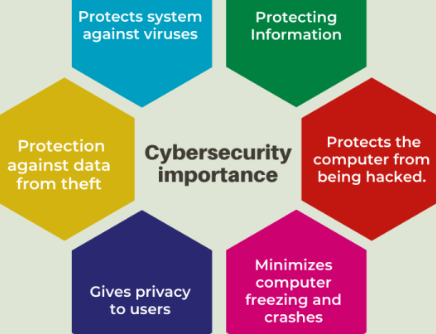 Protects system
against viruses
Protecting
Information
Protection
against data
from theft
Cybersecurity
importance
Protects the
computer from
being hacked.
Gives privacy
to users
Minimizes
computer
freezing and
crashes